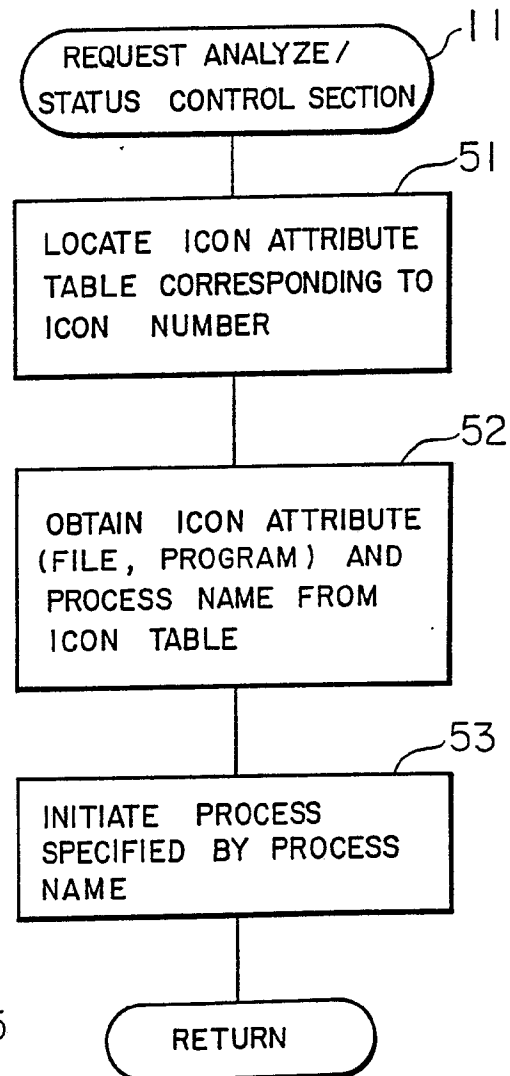 11
REQUEST ANALYZE/
STATUS CONTROL SECTION
51
LOCATE ICON ATTRIBUTE
TABLE CORRESPONDING TO
ICON NUMBER
52
OBTAIN ICON ATTRIBUTE
(FILE, PROGRAM) AND
PROCESS NAME FROM
ICON TABLE
53
INITIATE PROCESS
SPECIFIED BY PROCESS
NAME
RETURN